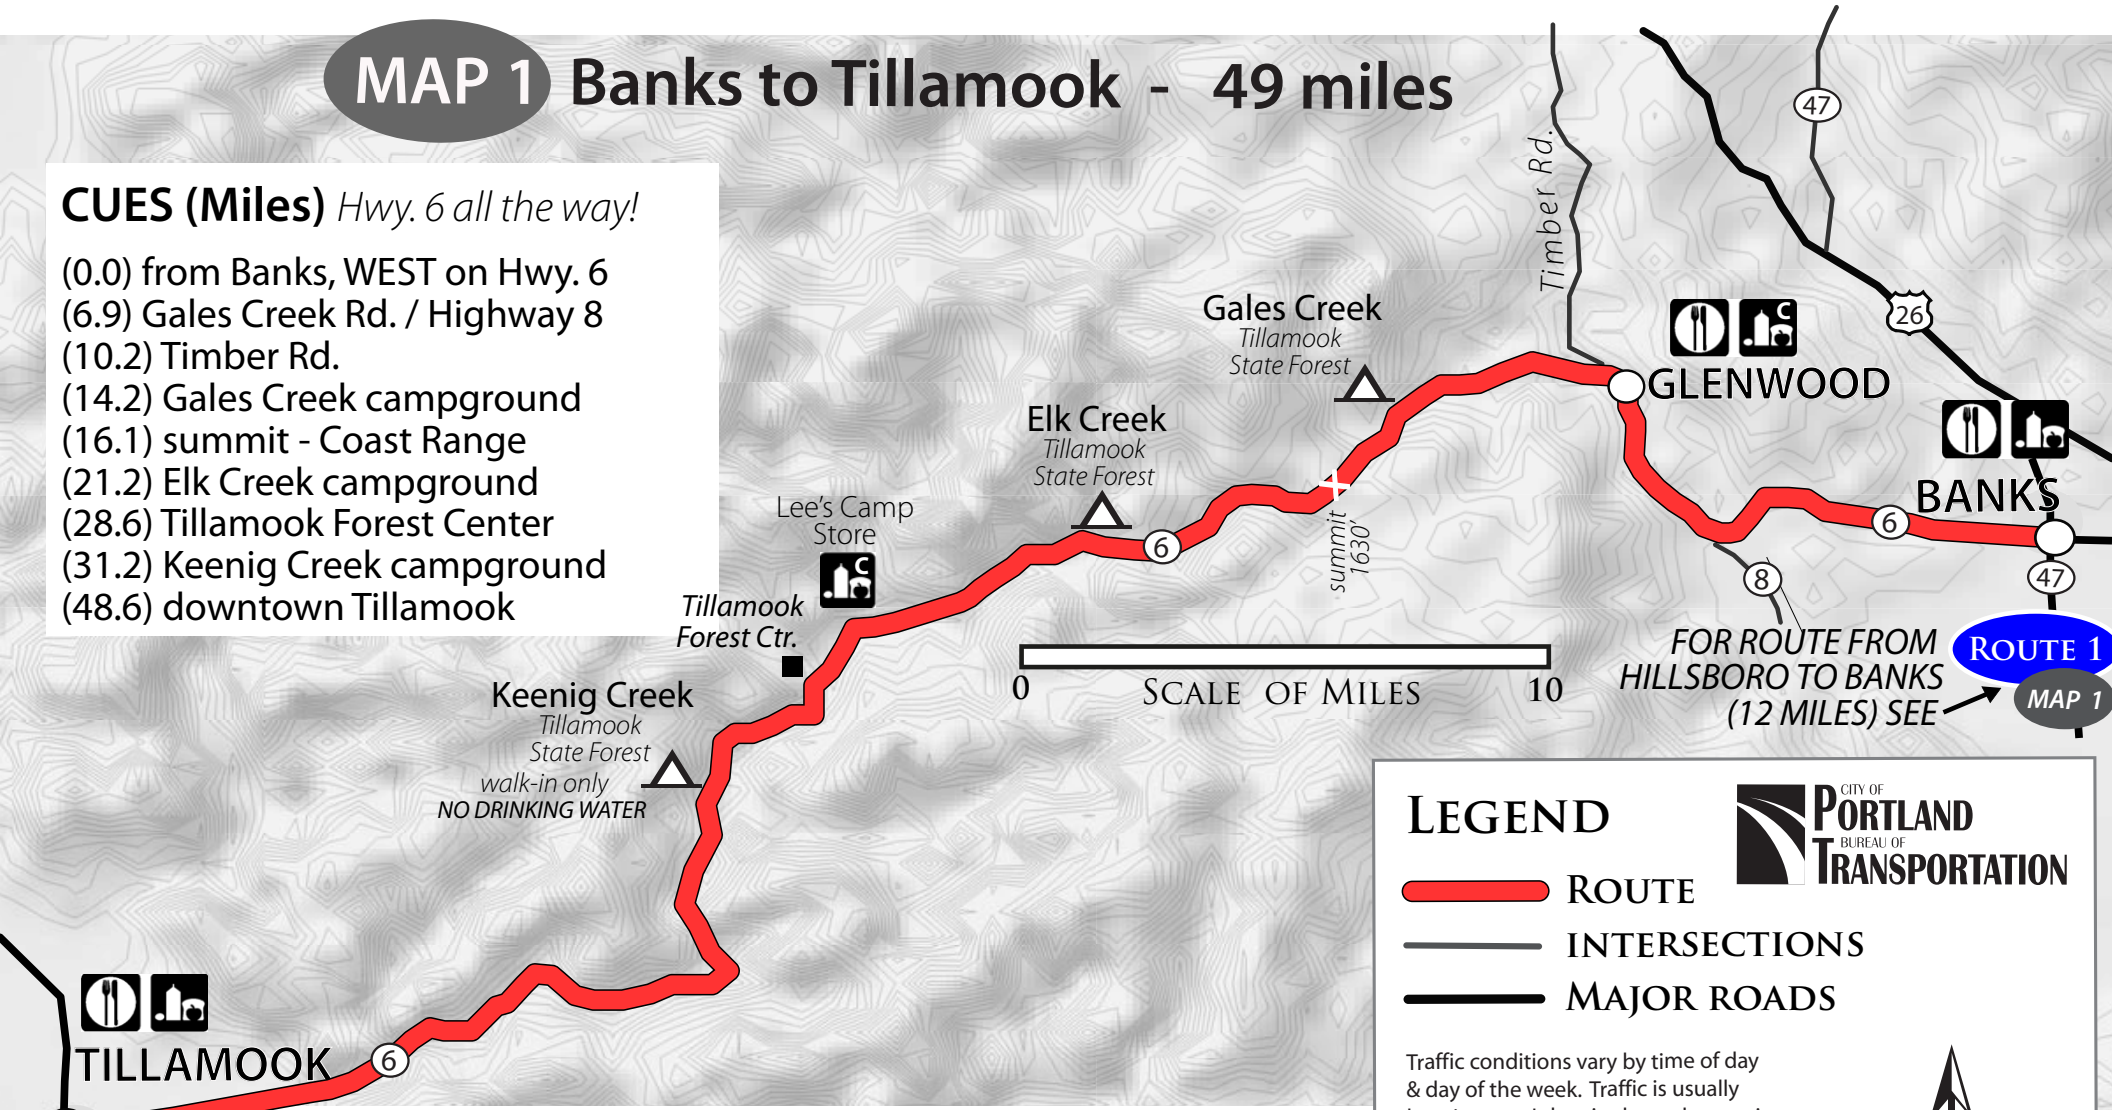 MAP 1 Banks to Tillamook - 49 miles
CUES (Miles) Hwy. 6 all the way!
(0.0) from Banks, WEST on Hwy. 6
(6.9) Gales Creek Rd. / Highway 8
(10.2) Timber Rd.
(14.2) Gales Creek campground
(16.1) summit - Coast Range
(21.2) Elk Creek campground
(28.6) Tillamook Forest Center
(31.2) Keenig Creek campground
(48.6) downtown Tillamook
Timber Rd.
47
26
Gales Creek
Tillamook
State Forest
C
GLENWOOD
Elk Creek
Tillamook
State Forest
BANKS
6
6
summit
1630'
47
8
Lee's Camp
Store
C
Tillamook
Forest Ctr.
0 SCALE OF MILES 10
FOR ROUTE FROM
HILLSBORO TO BANKS
(12 MILES) SEE
ROUTE 1
MAP 1
Keenig Creek
Tillamook
State Forest
walk-in only
NO DRINKING WATER
TILLAMOOK
6
LEGEND
CITY OF
PORTLAND
BUREAU OF
TRANSPORTATION
ROUTE
INTERSECTIONS
MAJOR ROADS
Traffic conditions vary by time of day
& day of the week. Traffic is usually